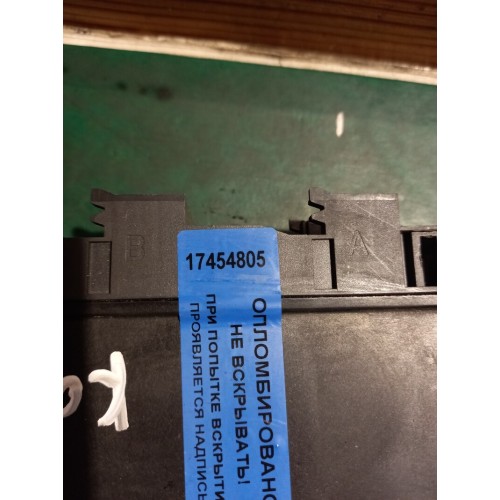 B
A
17454805
ОПЛОМБИРОВАНО
НЕ ВСКРЫВАТЬ!
ПРИ ПОПЫТКЕ ВСКРЫТИ
ПРОЯВЛЯЕТСЯ НАДПИСЬ